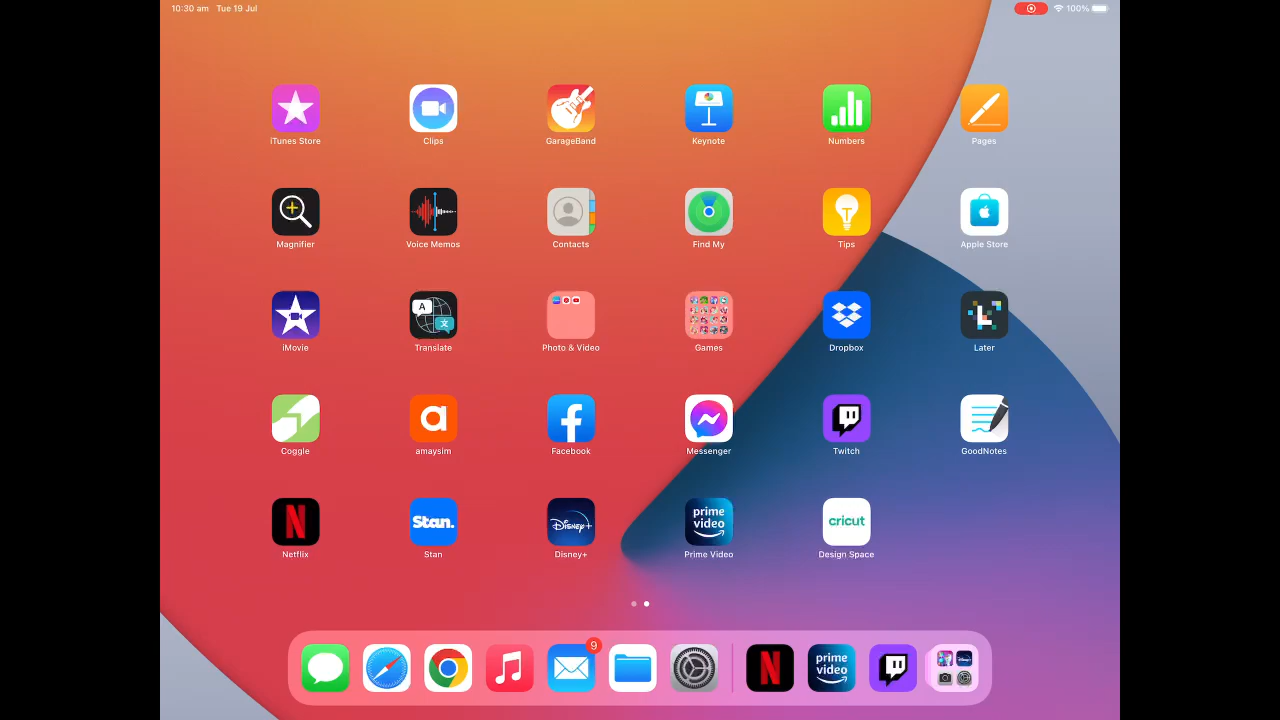 10:30 am Tue 19 Jul 100%
iTunes Store Clips GarageBand Keynote Numbers Pages
Magnifier Voice Memos Contacts Find My Tips Apple Store
A 文
iMovie Translate Photo & Video Games Dropbox Later
Coggle amaysim Facebook Messenger Twitch GoodNotes
N Stan. Disney+ prime video cricut
Netflix Stan Disney+ Prime Video Design Space
9
N prime video